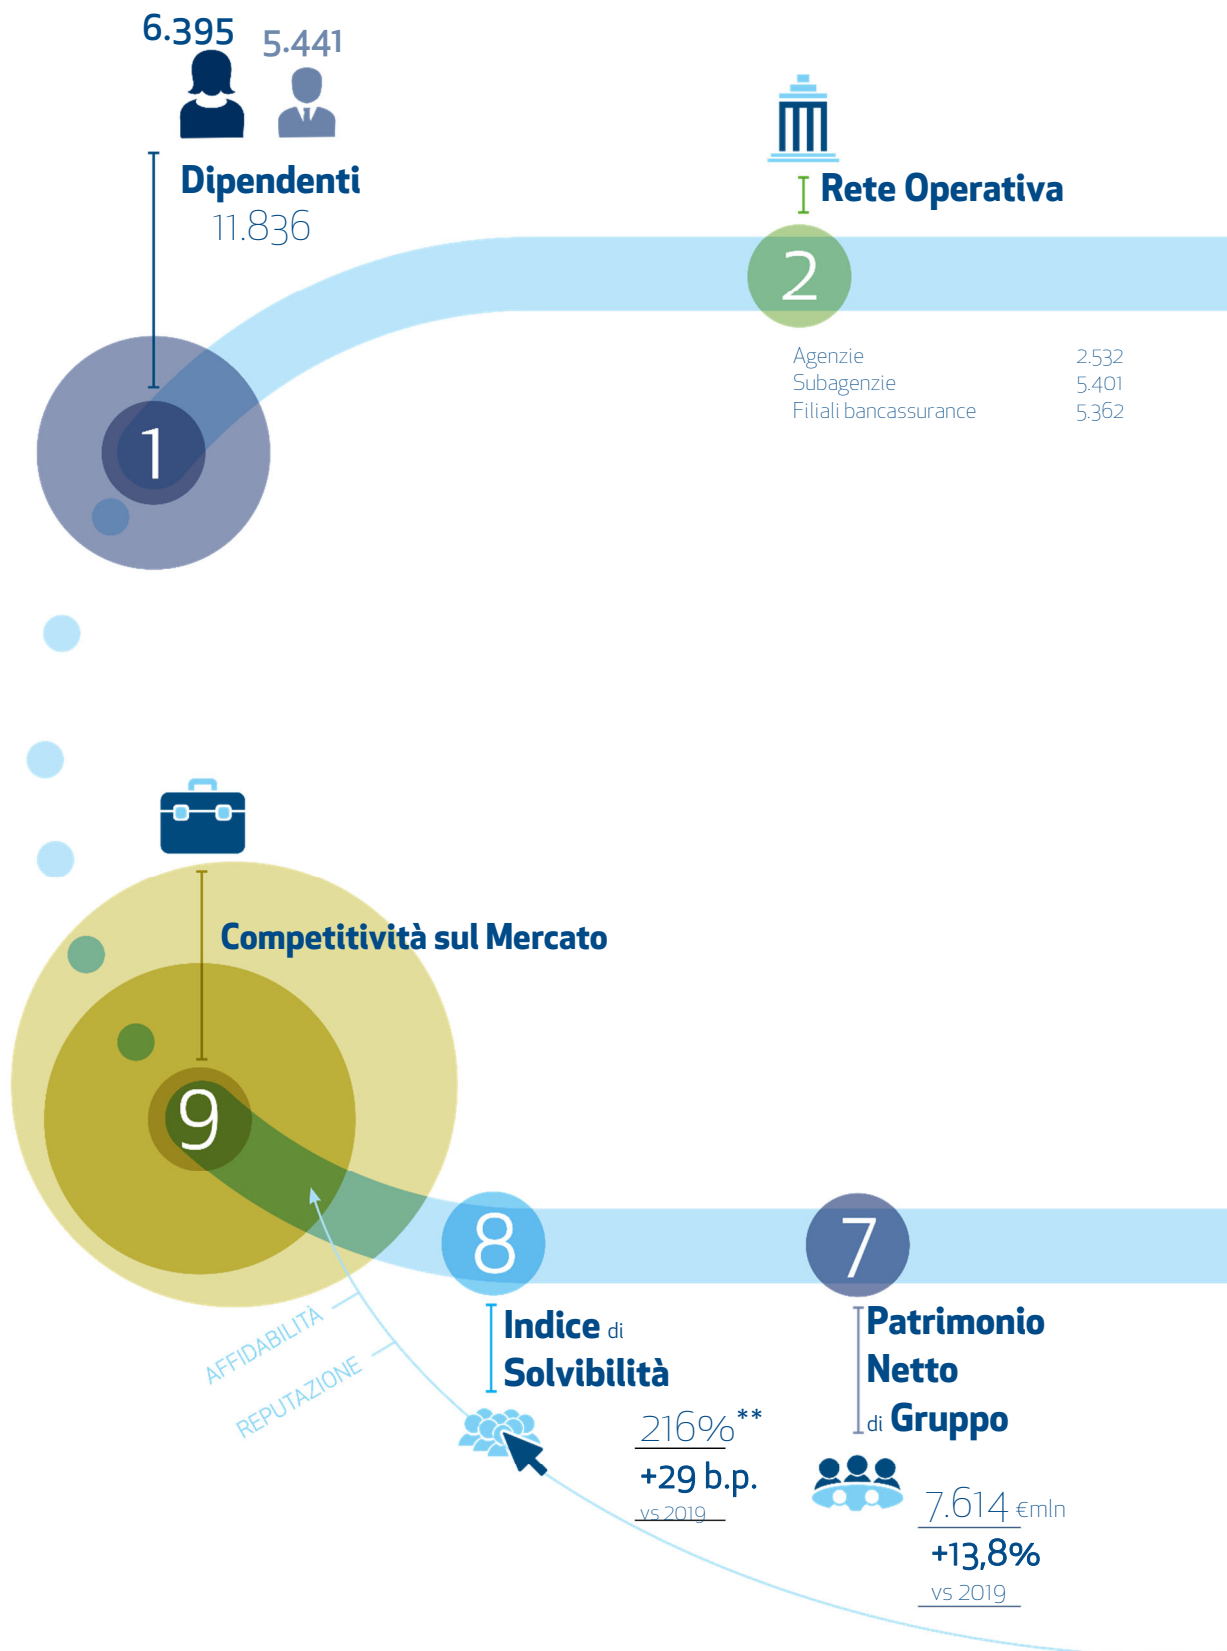 6.395
5.441
Dipendenti
11.836
Rete Operativa
2
Agenzie 2.532
Subagenzie 5.401
Filiali bancassurance 5.362
1
Competitività sul Mercato
9
8
7
AFFIDABILITÀ
REPUTAZIONE
Indice di
Solvibilità
216%**
+29 b.p.
vs 2019
Patrimonio
Netto
di Gruppo
7.614 €mln
+13,8%
vs 2019